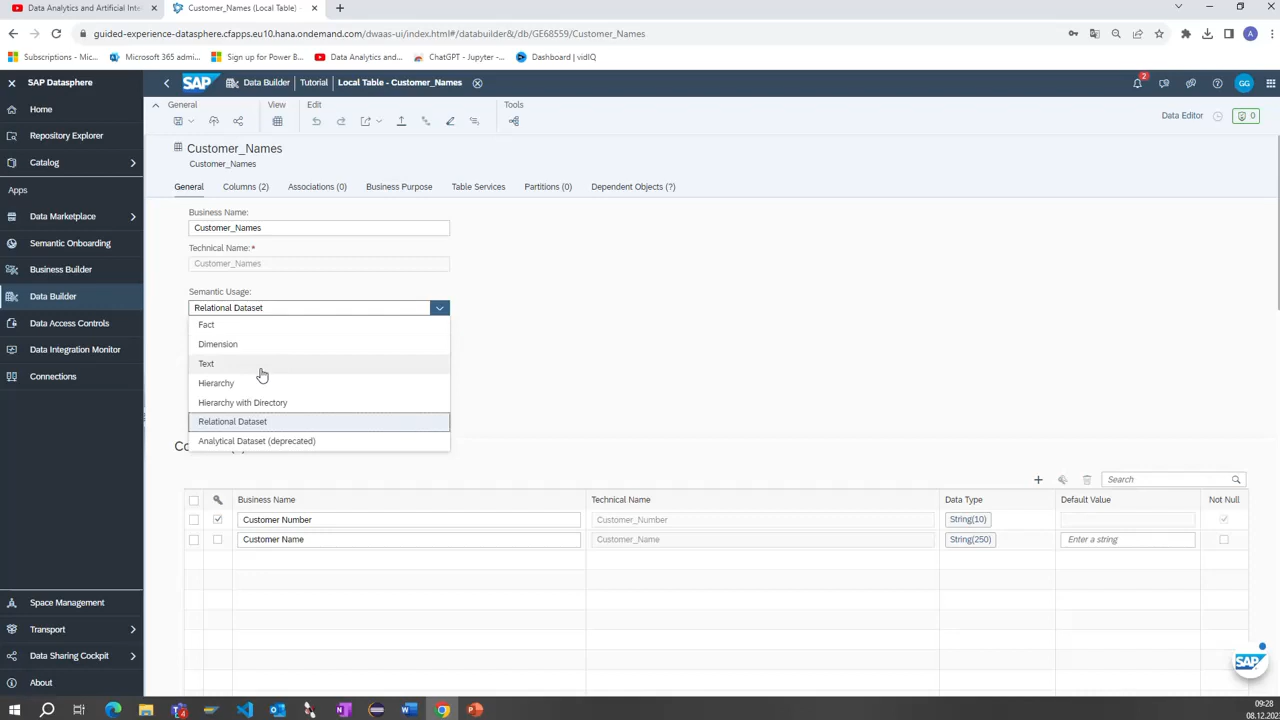 Data Analytics and Artificial Inte
Customer_Names (Local Table) -
guided-experience-datasphere.cfapps.eu10.hana.ondemand.com/dwaas-ui/index.html#/databuilder&/db/GE68559/Customer_Names
A
Subscriptions - Mic...
Microsoft 365 admi...
Sign up for Power B...
Data Analytics and...
ChatGPT - Jupyter -...
Dashboard | vidIQ
SAP Datasphere
SAP
Data Builder
Tutorial
Local Table - Customer_Names
2
GG
Home
Repository Explorer
Catalog
Apps
Data Marketplace
Semantic Onboarding
Business Builder
Data Builder
Data Access Controls
Data Integration Monitor
Connections
Space Management
Transport
Data Sharing Cockpit
About
General
View
Edit
Tools
Data Editor
0
Customer_Names
Customer_Names
General
Columns (2)
Associations (0)
Business Purpose
Table Services
Partitions (0)
Dependent Objects (?)
Business Name:
Customer_Names
Technical Name:*
Customer_Names
Semantic Usage:
Relational Dataset
Fact
Dimension
Text
Hierarchy
Hierarchy with Directory
Relational Dataset
Analytical Dataset (deprecated)
Search
Business Name
Technical Name
Data Type
Default Value
Not Null
Customer Number
Customer_Number
String(10)
Customer Name
Customer_Name
String(250)
Enter a string
SAP
09:28